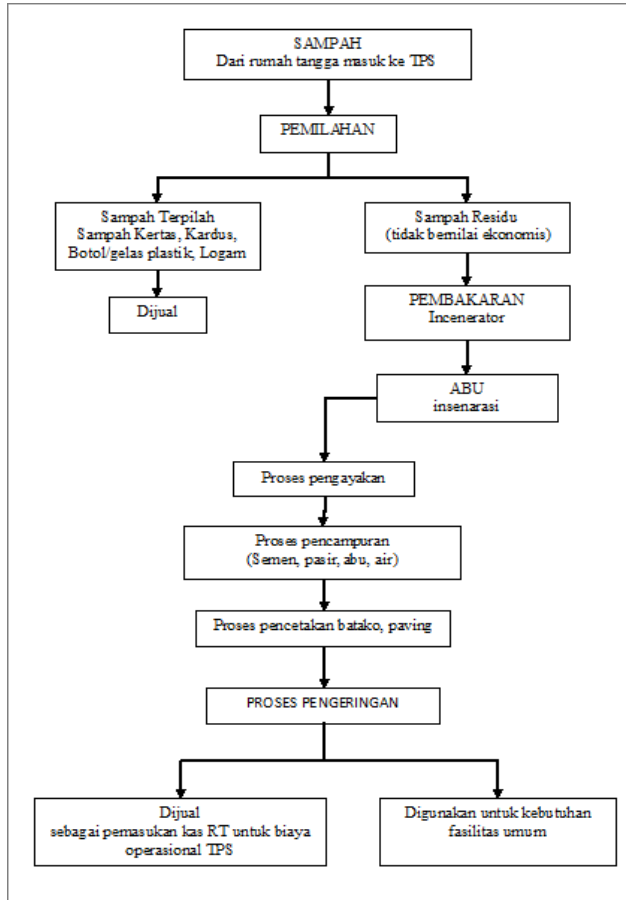 SAMPAH
Dari rumah tangga masuk ke TPS
PEMILAHAN
Sampah Terpilah
Sampah Kertas, Kardus,
Botol/gelas plastik, Logam
Sampah Residu
(tidak bernilai ekonomis)
Dijual
PEMBAKARAN
Incenerator
ABU
insenarasi
Proses pengayakan
Proses pencampuran
(Semen, pasir, abu, air)
Proses pencetakan batako, paving
PROSES PENGERINGAN
Dijual
sebagai pemasukan kas RT untuk biaya
operasional TPS
Digunakan untuk kebutuhan
fasilitas umum